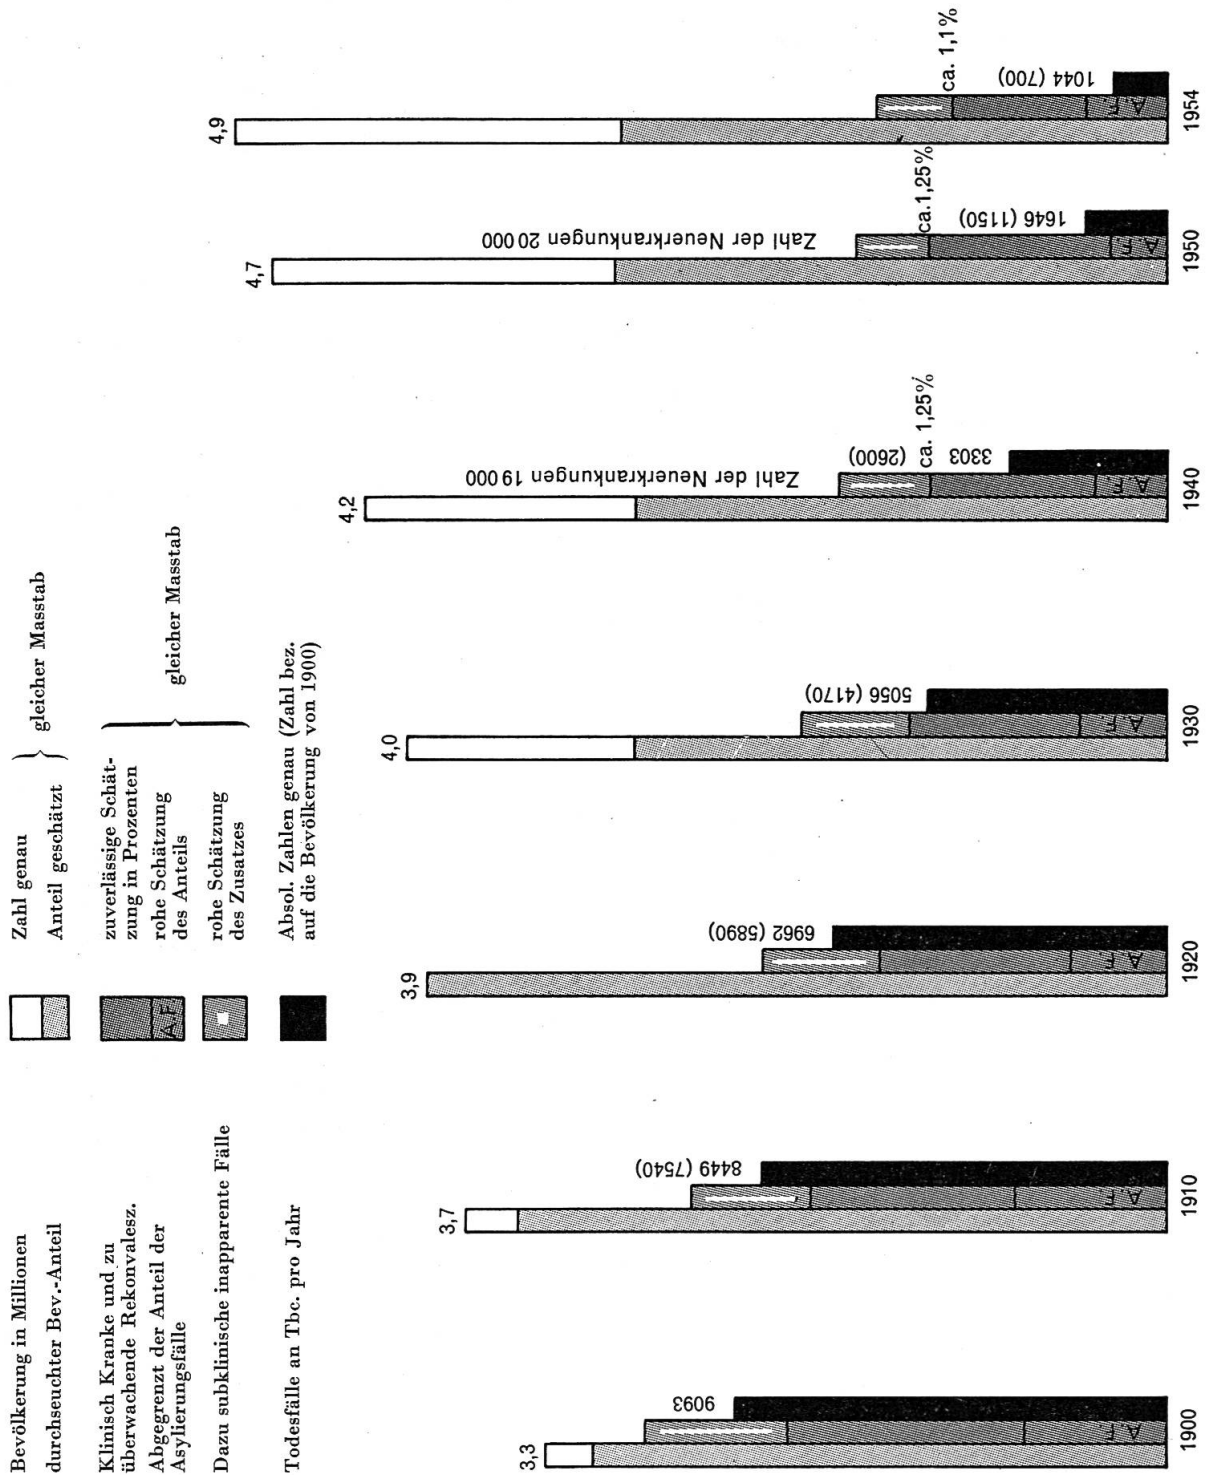 Bevölkerung in Millionen
Zahl genau
durchseuchter Bev.-Anteil
Anteil geschätzt
gleicher Masstab
Klinisch Kranke und zu
überwachende Rekonvalesz.
zuverlässige Schät-
zung in Prozenten
Abgegrenzt der Anteil der
Asylierungsfälle
A.F.
rohe Schätzung
des Anteils
gleicher Masstab
Dazu subklinische inapparente Fälle
rohe Schätzung
des Zusatzes
Todesfälle an Tbc. pro Jahr
Absol. Zahlen genau (Zahl bez.
auf die Bevölkerung von 1900)
3,3
9093
A.F.
1900
3,7
8449 (7540)
A.F.
1910
3,9
6962 (5890)
A.F.
1920
4,0
5056 (4170)
A.F.
1930
4,2
Zahl der Neuerkrankungen 19 000
3303 (2600)
ca. 1,25%
A.F.
1940
4,7
Zahl der Neuerkrankungen 20 000
ca.1,25%
1646 (1150)
A.F.
1950
4,9
ca. 1,1%
1044 (700)
A.F.
1954